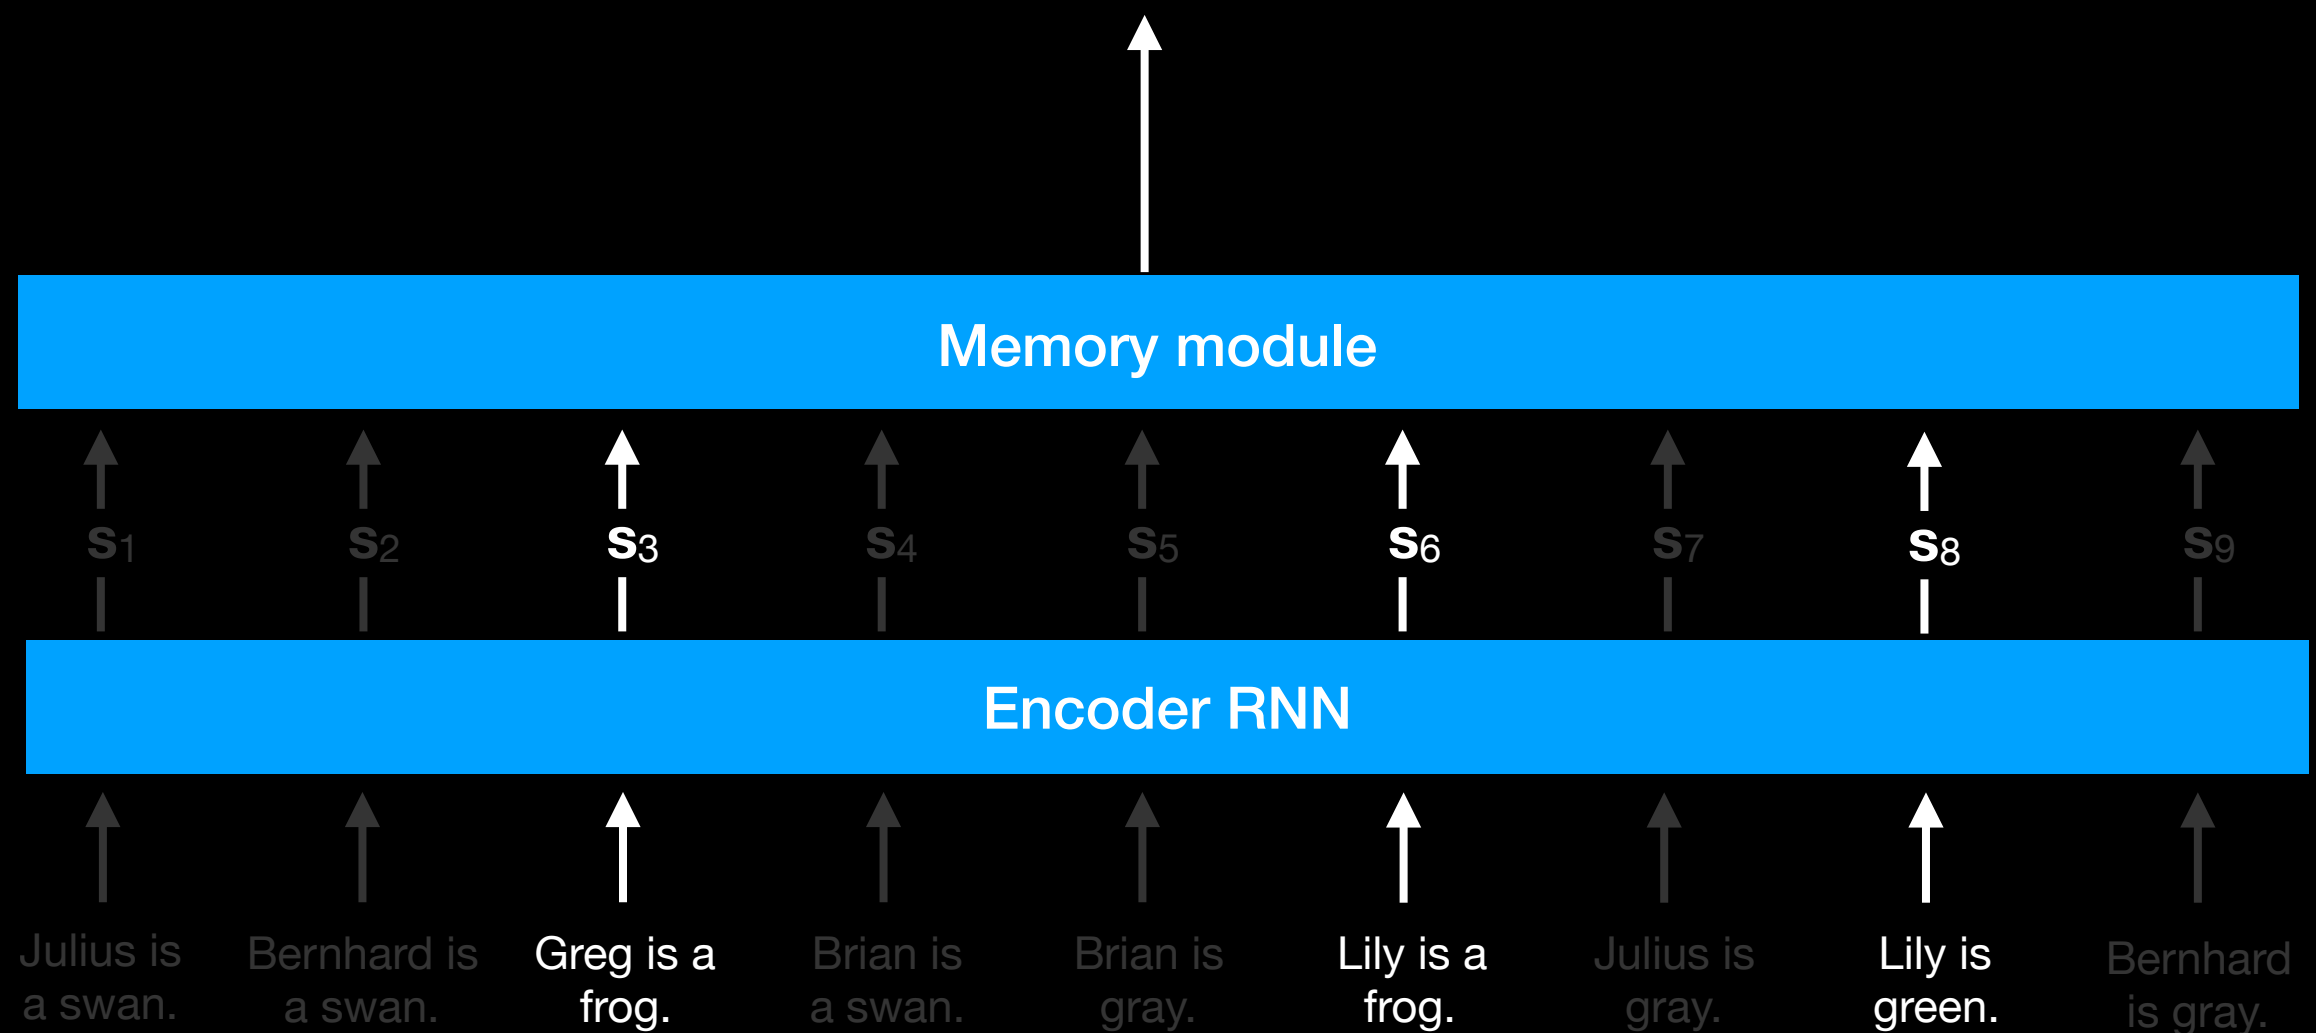 Memory module
s1 s2 s3 s4 s5 s6 s7 s8 s9
Encoder RNN
Julius is
a swan.
Bernhard is
a swan.
Greg is a
frog.
Brian is
a swan.
Brian is
gray.
Lily is a
frog.
Julius is
gray.
Lily is
green.
Bernhard
is gray.